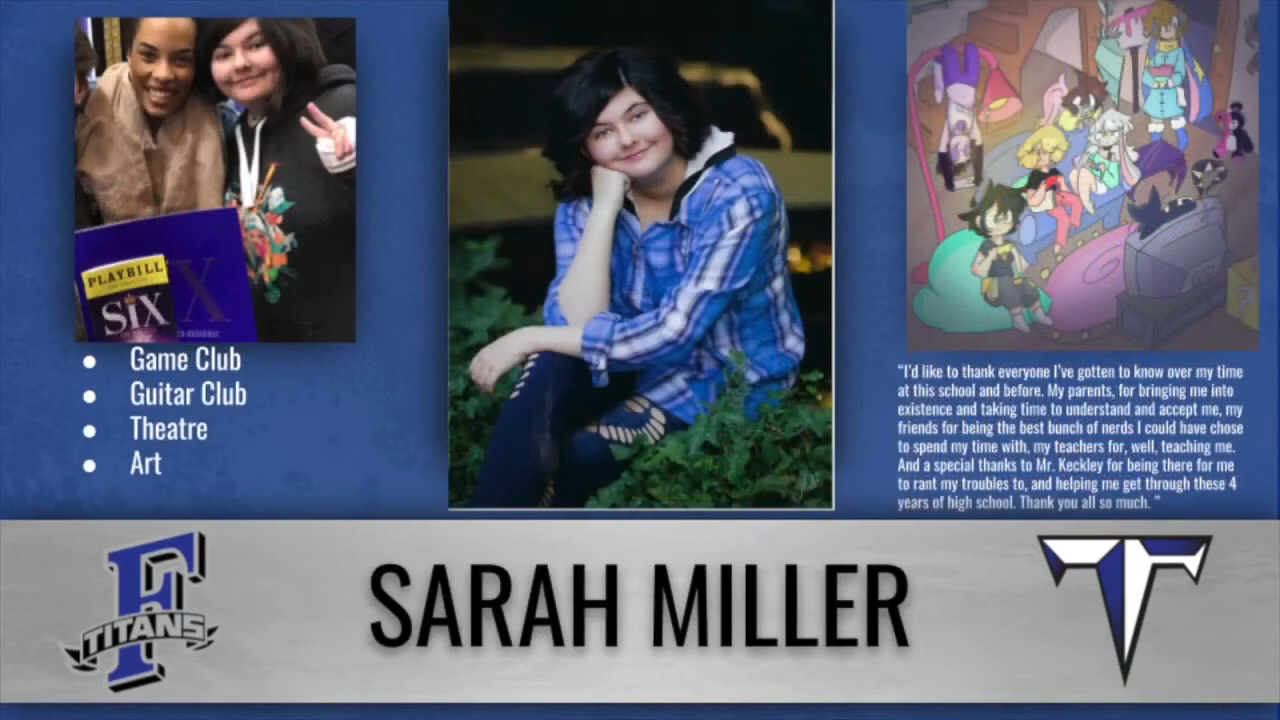 PLAYBILL
SIX
Game Club
Guitar Club
Theatre
Art
“I’d like to thank everyone I’ve gotten to know over my time
at this school and before. My parents, for bringing me into
existence and taking time to understand and accept me, my
friends for being the best bunch of nerds I could have chose
to spend my time with, my teachers for, well, teaching me.
And a special thanks to Mr. Keckley for being there for me
to rant my troubles to, and helping me get through these 4
years of high school. Thank you all so much. ”
F
TITANS
SARAH MILLER
T